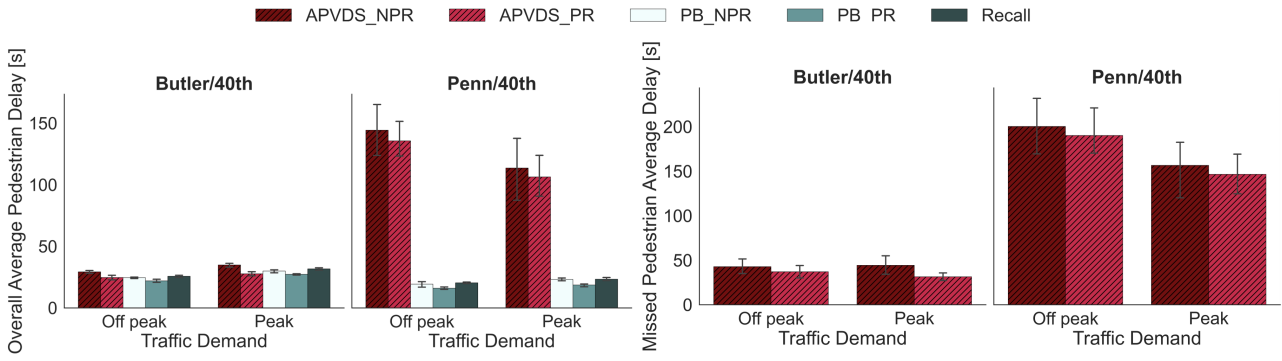 APVDS_NPR APVDS_PR PB_NPR PB PR Recall
Overall Average Pedestrian Delay [s]
Butler/40th
Penn/40th
150
100
50
0
Off peak
Peak
Traffic Demand
Off peak
Peak
Traffic Demand
Missed Pedestrian Average Delay [s]
Butler/40th
Penn/40th
200
150
100
50
0
Off peak
Peak
Traffic Demand
Off peak
Peak
Traffic Demand